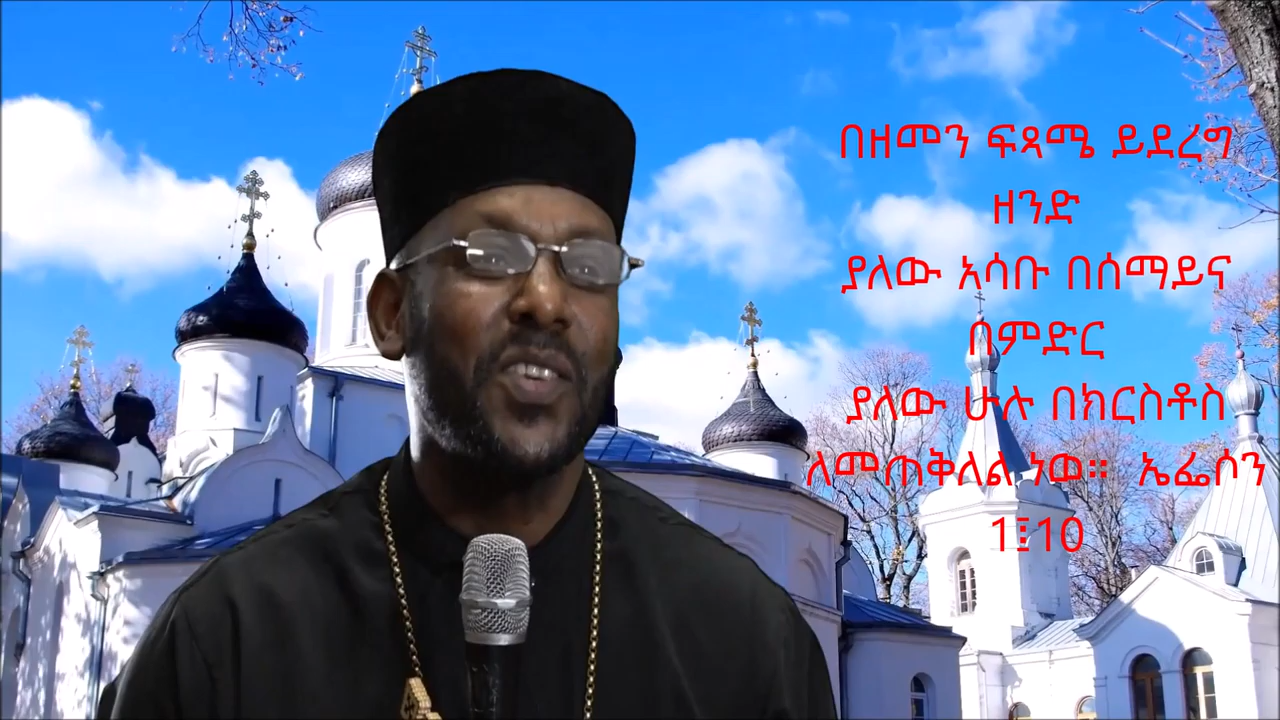 በዘመን ፍጻሜ ይደረግ
ዘንድ
ያለው አሳቡ በሰማይና
በምድር
ያለው ሁሉ በክርስቶስ
ለመጠቅለል ነው። ኤፌሶን
1፤10